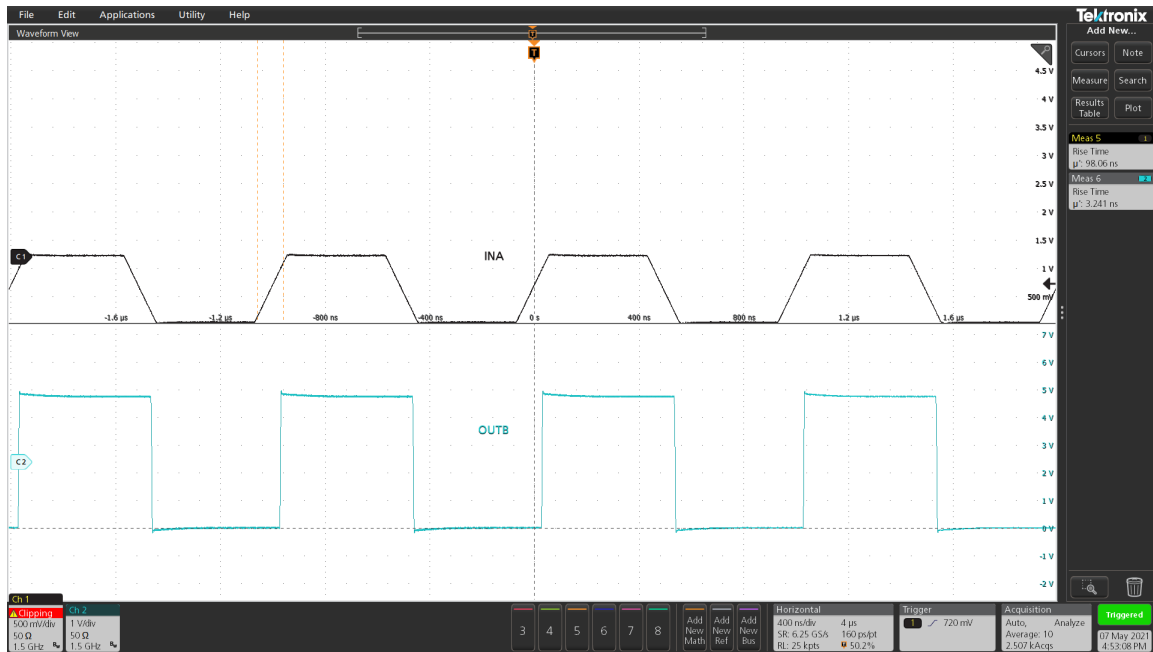 File Edit Applications Utility Help
Tektronix
Waveform View
Add New...
T
T
Cursors Note
Measure Search
Results Table Plot
Meas 5 1
Rise Time
µ': 98.06 ns
Meas 6 2
Rise Time
µ': 3.241 ns
4.5 V
4 V
3.5 V
3 V
2.5 V
2 V
1.5 V
C1
INA
1 V
500 mV
-1.6 µs -1.2 µs -800 ns -400 ns 0 s 400 ns 800 ns 1.2 µs 1.6 µs
7 V
6 V
5 V
4 V
OUTB
3 V
C2
2 V
1 V
0 V
-1 V
-2 V
Ch 1
Clipping
500 mV/div
50 Ω
1.5 GHz Bw
Ch 2
1 V/div
50 Ω
1.5 GHz Bw
3 4 5 6 7 8
Add New Math
Add New Ref
Add New Bus
Horizontal
400 ns/div 4 µs
SR: 6.25 GS/s 160 ps/pt
RL: 25 kpts 50.2%
Trigger
1 720 mV
Acquisition
Auto, Analyze
Average: 10
2.507 kAcqs
Triggered
07 May 2021
4:53:08 PM